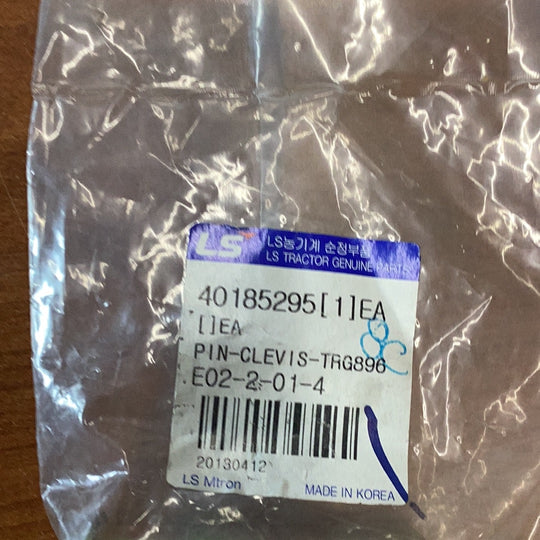 LS LS농기계 순정부품
LS TRACTOR GENUINE PARTS
40185295[1]EA
[]EA
PIN-CLEVIS-TRG896
E02-2-01-4
20130412
LS Mtron MADE IN KOREA